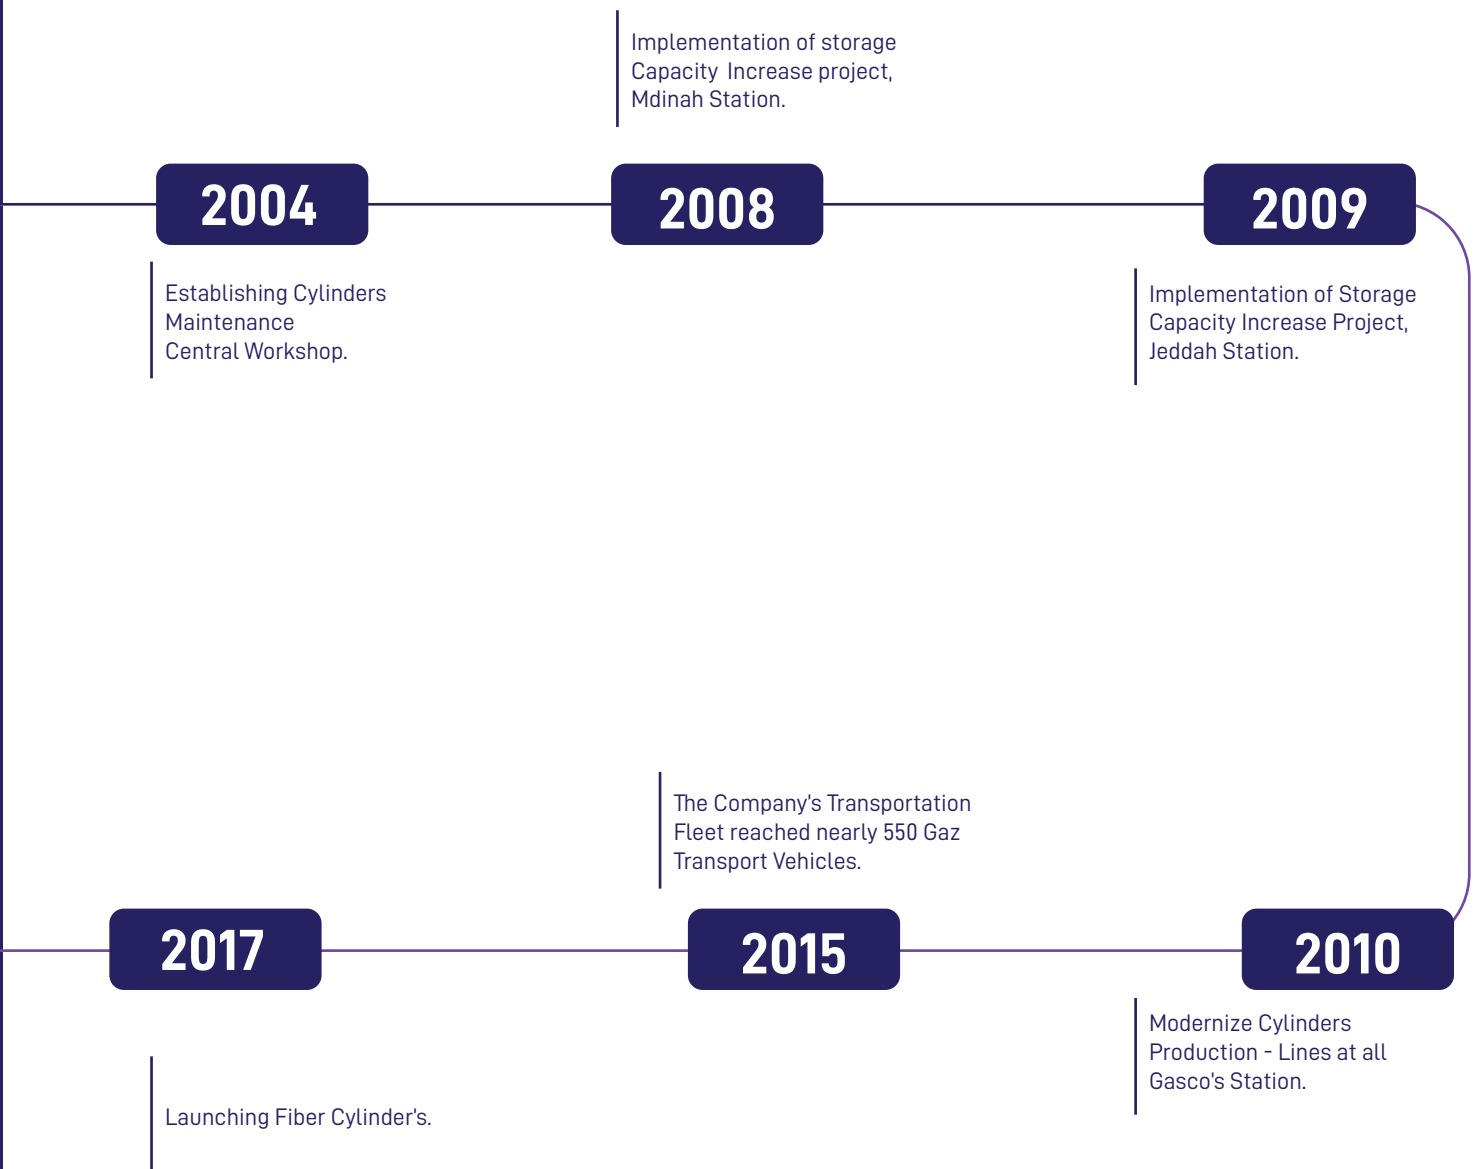 Implementation of storage
Capacity Increase project,
Mdinah Station.
2004
2008
2009
Establishing Cylinders
Maintenance
Central Workshop.
Implementation of Storage
Capacity Increase Project,
Jeddah Station.
The Company's Transportation
Fleet reached nearly 550 Gaz
Transport Vehicles.
2017
2015
2010
Modernize Cylinders
Production - Lines at all
Gasco's Station.
Launching Fiber Cylinder's.